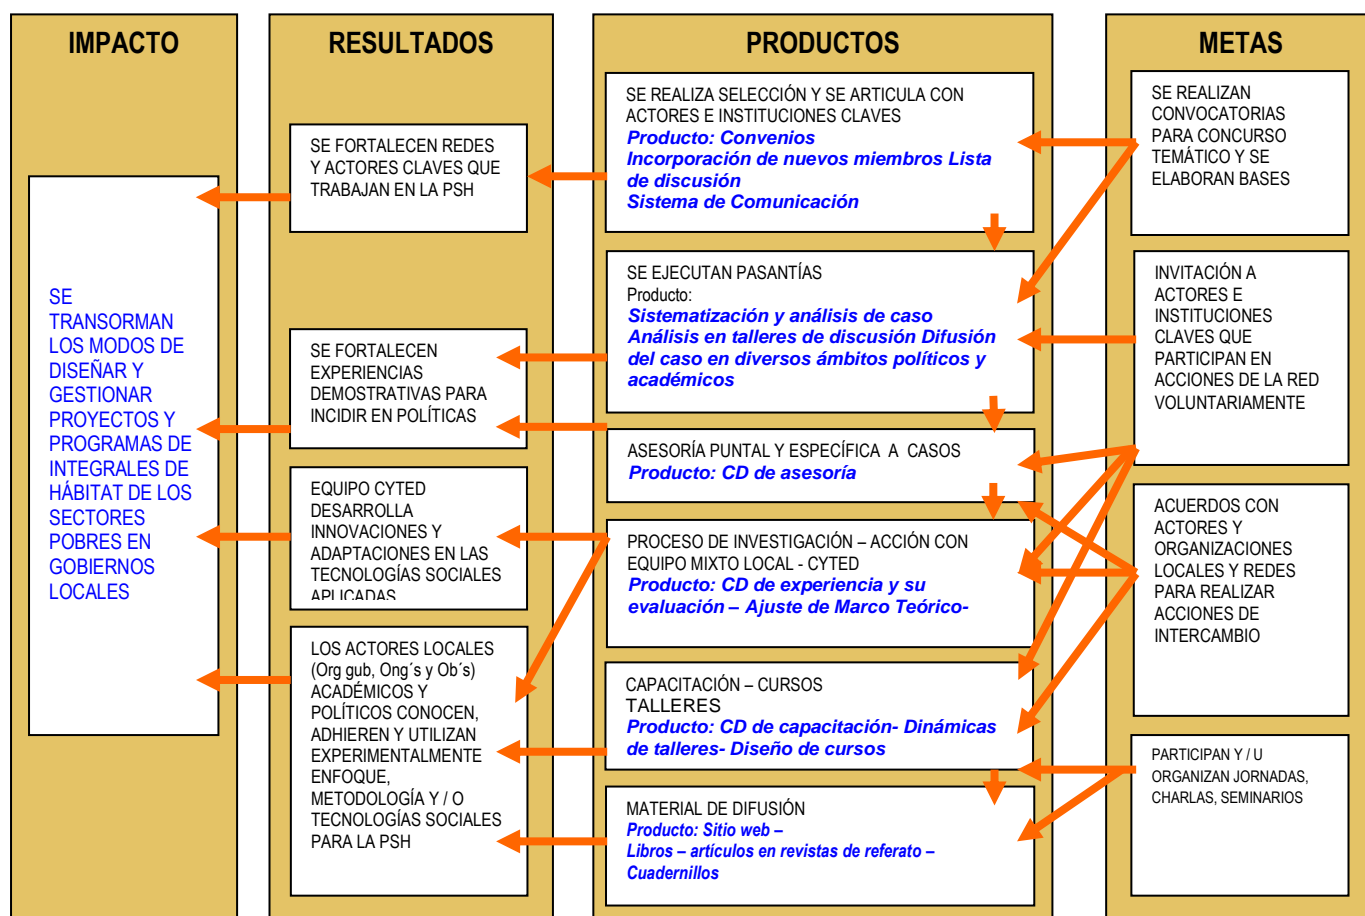 IMPACTO
SE
TRANSORMAN
LOS MODOS DE
DISEÑAR Y
GESTIONAR
PROYECTOS Y
PROGRAMAS DE
INTEGRALES DE
HÁBITAT DE LOS
SECTORES
POBRES EN
GOBIERNOS
LOCALES
RESULTADOS
SE FORTALECEN REDES
Y ACTORES CLAVES QUE
TRABAJAN EN LA PSH
SE FORTALECEN
EXPERIENCIAS
DEMOSTRATIVAS PARA
INCIDIR EN POLÍTICAS
EQUIPO CYTED
DESARROLLA
INNOVACIONES Y
ADAPTACIONES EN LAS
TECNOLOGÍAS SOCIALES
APLICADAS
LOS ACTORES LOCALES
(Org gub, Ong´s y Ob´s)
ACADÉMICOS Y
POLÍTICOS CONOCEN,
ADHIEREN Y UTILIZAN
EXPERIMENTALMENTE
ENFOQUE,
METODOLOGÍA Y / O
TECNOLOGÍAS SOCIALES
PARA LA PSH
PRODUCTOS
SE REALIZA SELECCIÓN Y SE ARTICULA CON
ACTORES E INSTITUCIONES CLAVES
Producto: Convenios
Incorporación de nuevos miembros Lista
de discusión
Sistema de Comunicación
SE EJECUTAN PASANTÍAS
Producto:
Sistematización y análisis de caso
Análisis en talleres de discusión Difusión
del caso en diversos ámbitos políticos y
académicos
ASESORÍA PUNTAL Y ESPECÍFICA A CASOS
Producto: CD de asesoría
PROCESO DE INVESTIGACIÓN – ACCIÓN CON
EQUIPO MIXTO LOCAL - CYTED
Producto: CD de experiencia y su
evaluación – Ajuste de Marco Teórico-
CAPACITACIÓN – CURSOS
TALLERES
Producto: CD de capacitación- Dinámicas
de talleres- Diseño de cursos
MATERIAL DE DIFUSIÓN
Producto: Sitio web –
Libros – artículos en revistas de referato –
Cuadernillos
METAS
SE REALIZAN
CONVOCATORIAS
PARA CONCURSO
TEMÁTICO Y SE
ELABORAN BASES
INVITACIÓN A
ACTORES E
INSTITUCIONES
CLAVES QUE
PARTICIPAN EN
ACCIONES DE LA RED
VOLUNTARIAMENTE
ACUERDOS CON
ACTORES Y
ORGANIZACIONES
LOCALES Y REDES
PARA REALIZAR
ACCIONES DE
INTERCAMBIO
PARTICIPAN Y / U
ORGANIZAN JORNADAS,
CHARLAS, SEMINARIOS